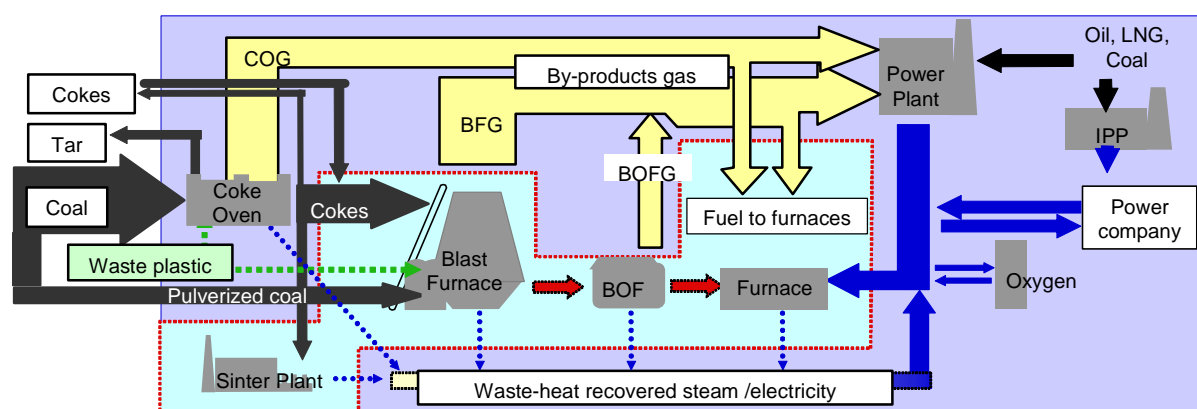 COG
By-products gas
Power
Plant
Oil, LNG,
Coal
Cokes
BFG
IPP
Tar
BOFG
Coal
Coke
Oven
Cokes
Fuel to furnaces
Power
company
Waste plastic
Blast
Furnace
BOF
Furnace
Oxygen
Pulverized coal
Sinter Plant
Waste-heat recovered steam /electricity